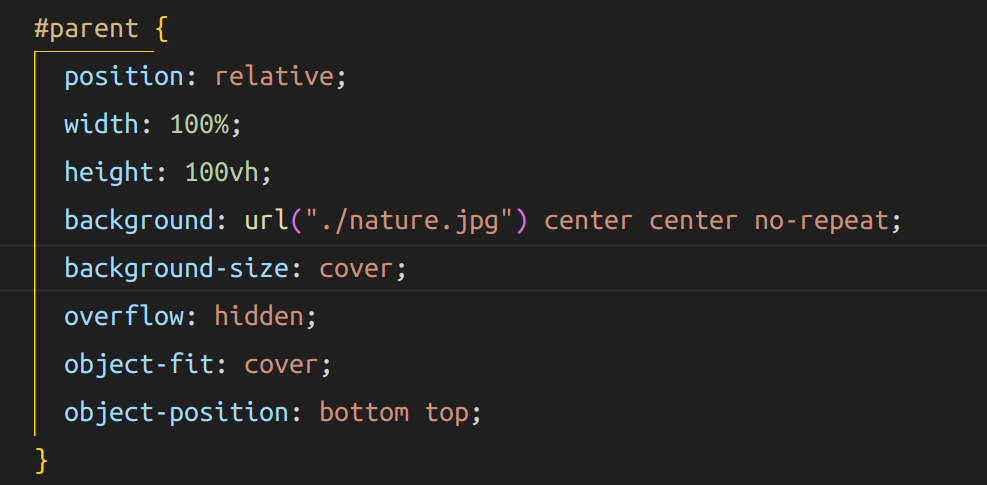 #parent {
position: relative;
width: 100%;
height: 100vh;
background: url("./nature.jpg") center center no-repeat;
background-size: cover;
overflow: hidden;
object-fit: cover;
object-position: bottom top;
}